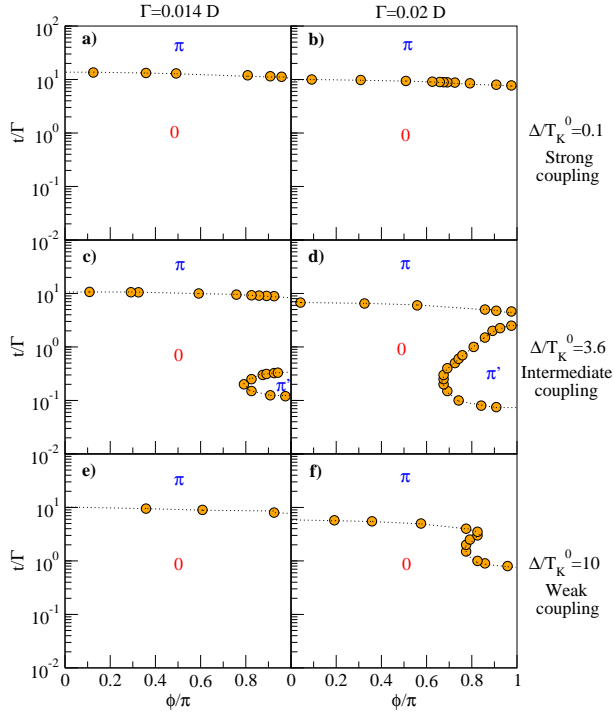 Γ=0.014 D Γ=0.02 D
10^2
a) π b) π
10^1
t/Γ 10^0 0 0 Δ/T_K^0=0.1
Strong
coupling
10^-1
10^-2
c) π d) π
10^1
t/Γ 10^0 0 0 Δ/T_K^0=3.6
π' π' Intermediate
coupling
10^-1
10^-2
e) π f) π
10^1
t/Γ 10^0 0 0 Δ/T_K^0=10
Weak
coupling
10^-1
10^-2
0 0.2 0.4 0.6 0.8 0 0.2 0.4 0.6 0.8 1
ϕ/π ϕ/π